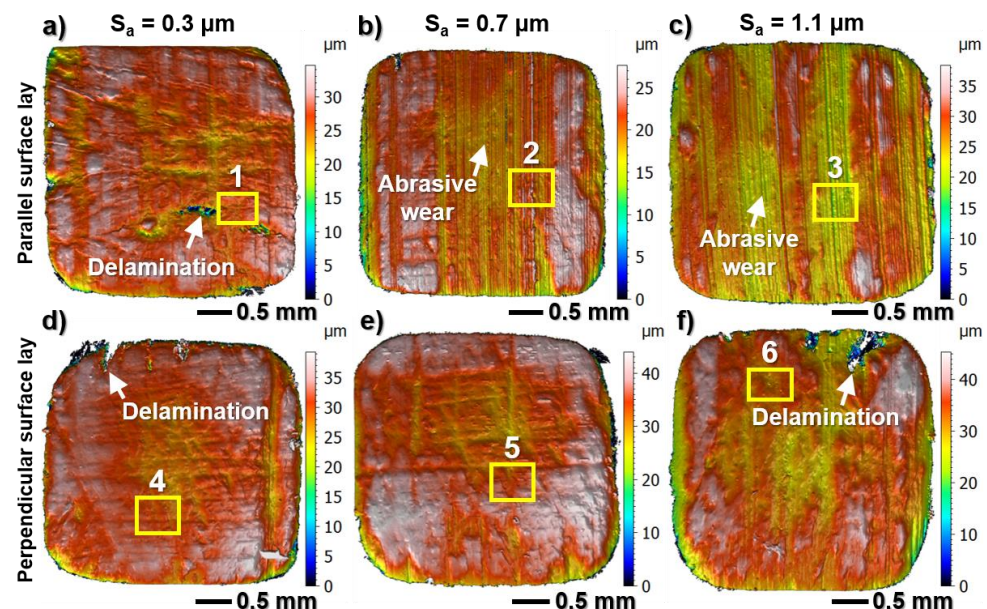 a) Sₐ = 0.3 µm
b) Sₐ = 0.7 µm
c) Sₐ = 1.1 µm
Parallel surface lay
µm
35
30
25
20
15
10
5
0
1
Delamination
0.5 mm
µm
25
20
15
10
5
0
2
Abrasive
wear
0.5 mm
µm
35
30
25
20
15
10
5
0
3
Abrasive
wear
0.5 mm
Perpendicular surface lay
d)
µm
35
30
25
20
15
10
5
0
Delamination
4
0.5 mm
e)
µm
40
30
20
10
0
5
0.5 mm
f)
µm
40
30
20
10
0
6
Delamination
0.5 mm